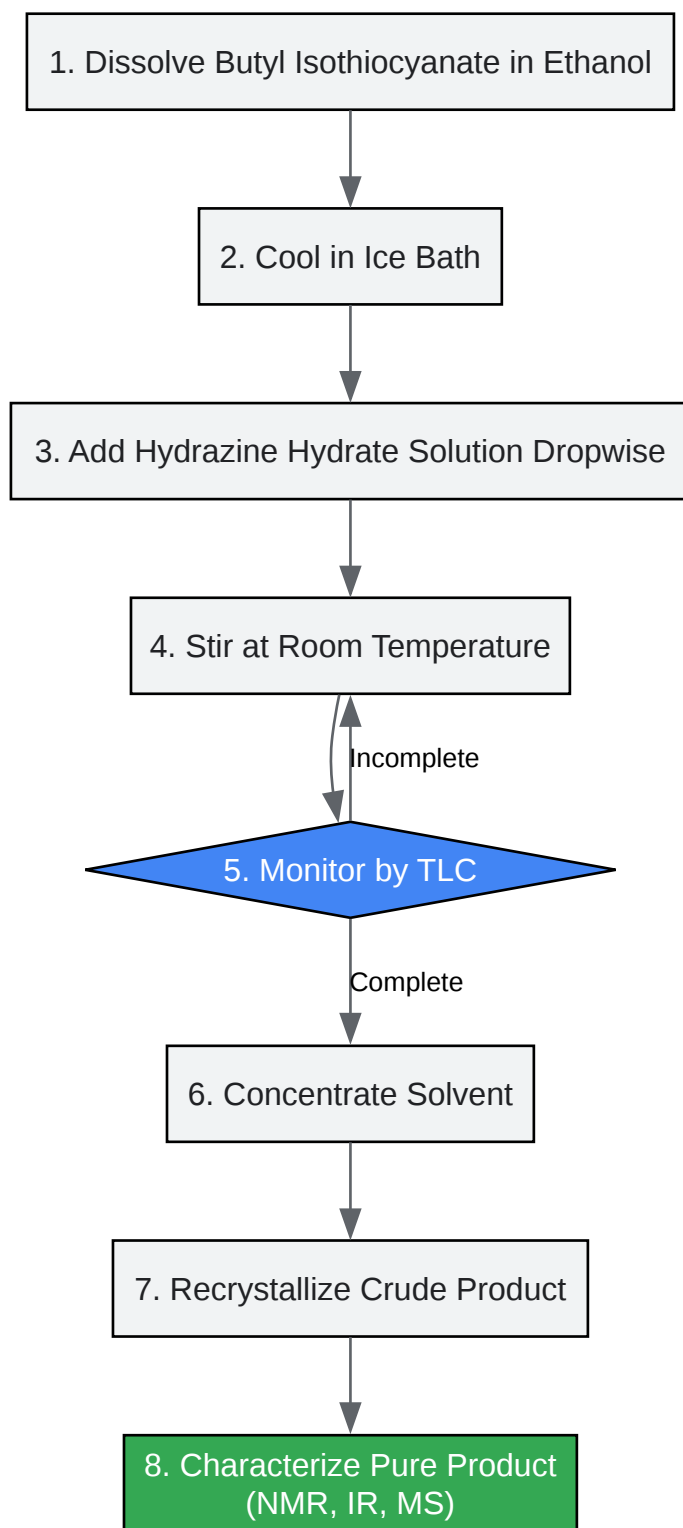 1. Dissolve Butyl Isothiocyanate in Ethanol
2. Cool in Ice Bath
3. Add Hydrazine Hydrate Solution Dropwise
4. Stir at Room Temperature
Incomplete
5. Monitor by TLC
Complete
6. Concentrate Solvent
7. Recrystallize Crude Product
8. Characterize Pure Product
(NMR, IR, MS)